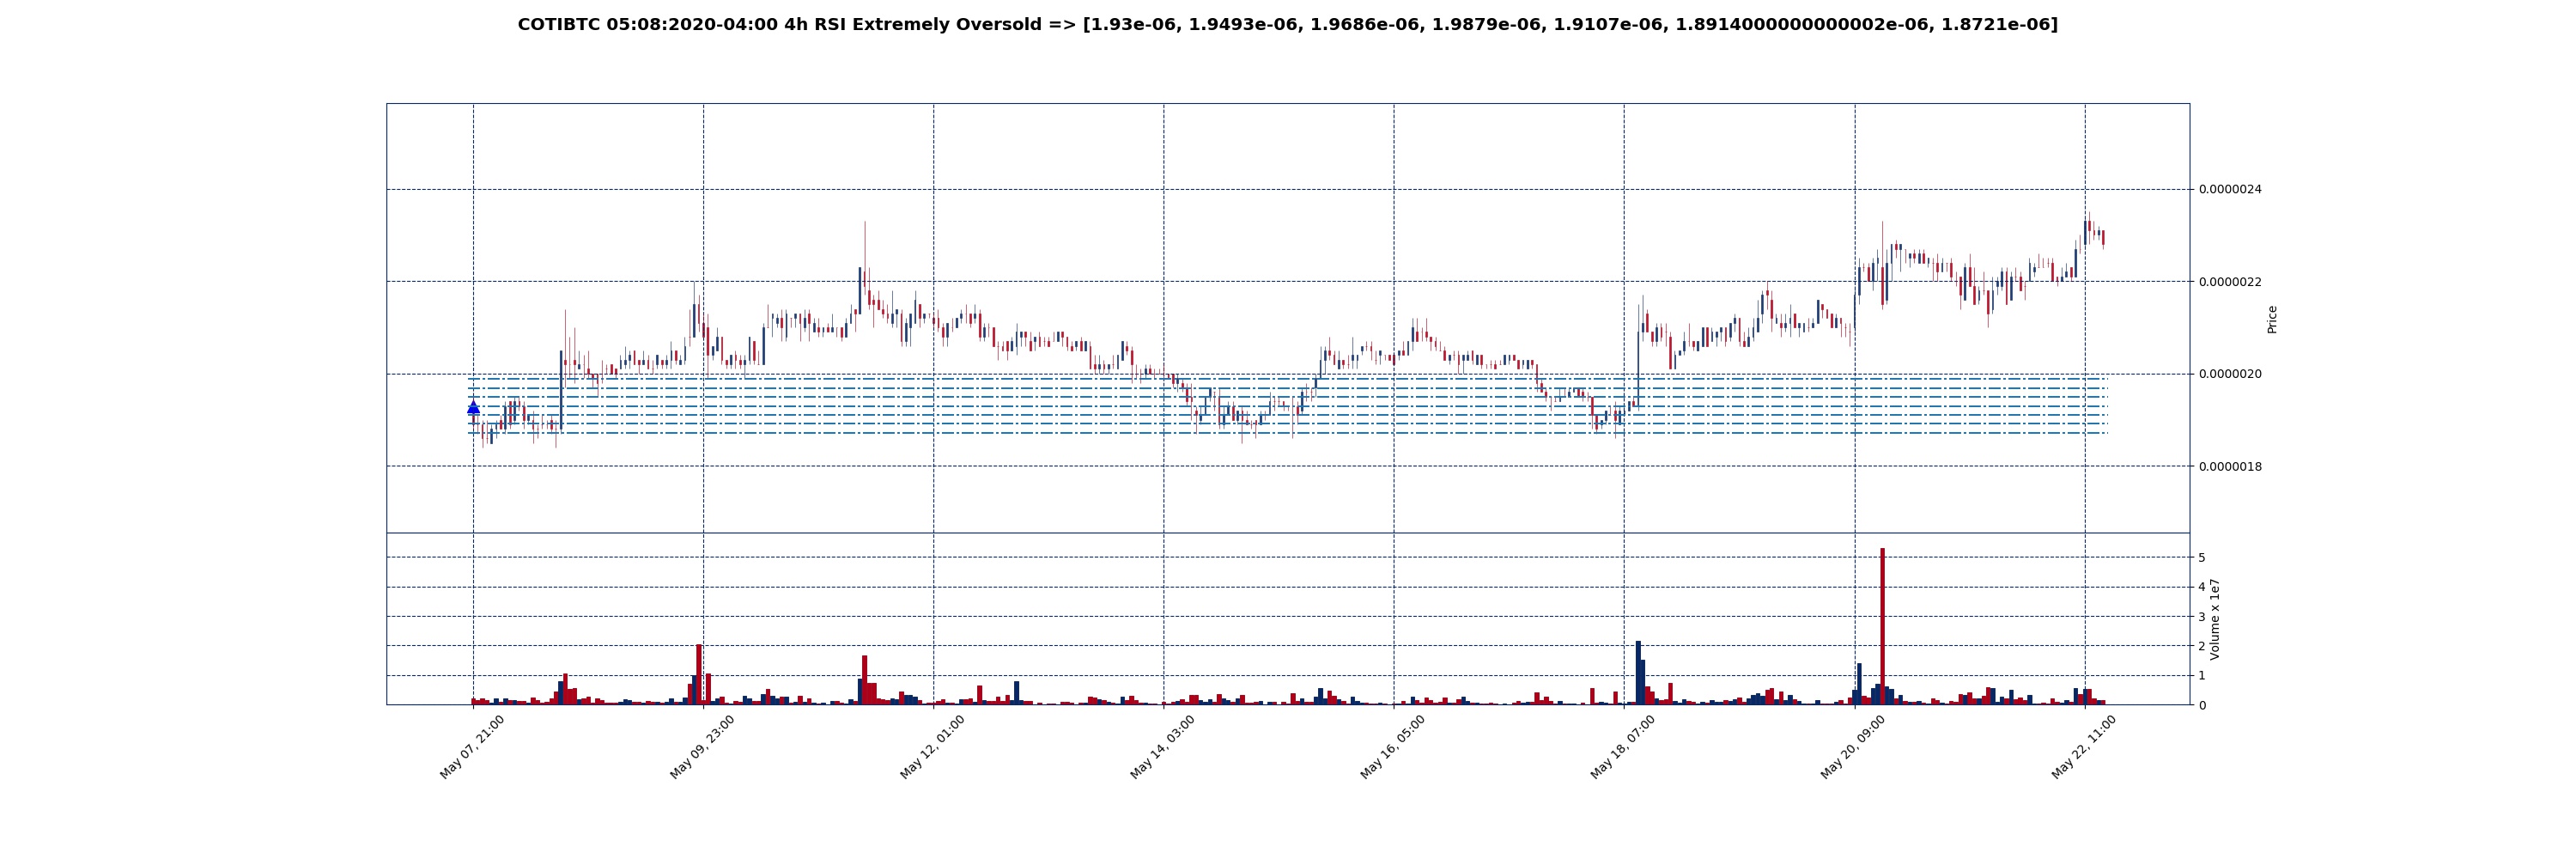 COTIBTC 05:08:2020-04:00 4h RSI Extremely Oversold => [1.93e-06, 1.9493e-06, 1.9686e-06, 1.9879e-06, 1.9107e-06, 1.8914000000000002e-06, 1.8721e-06]
0.0000024
0.0000022
0.0000020
0.0000018
Price
5
4
3
2
1
0
Volume x 1e7
May 07, 21:00
May 09, 23:00
May 12, 01:00
May 14, 03:00
May 16, 05:00
May 18, 07:00
May 20, 09:00
May 22, 11:00